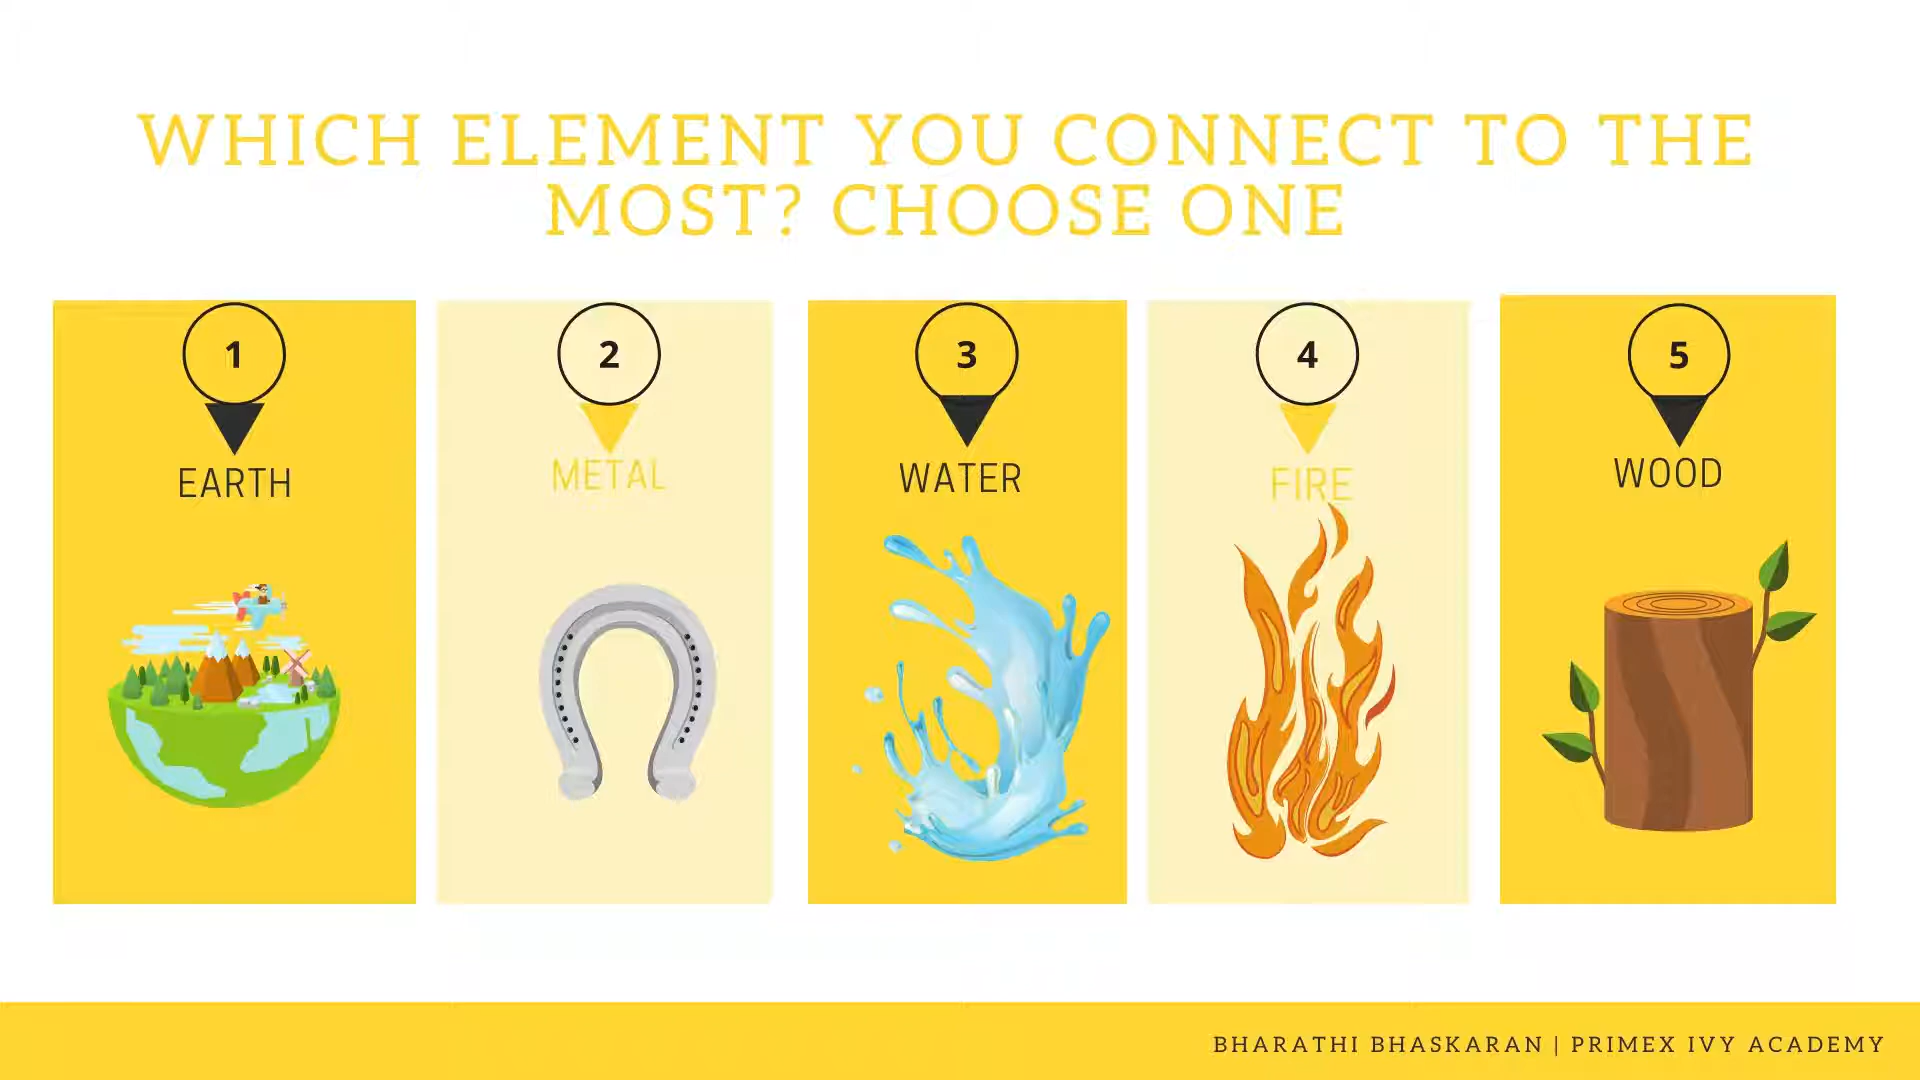 WHICH ELEMENT YOU CONNECT TO THE
MOST? CHOOSE ONE
1
2
3
4
5
EARTH
METAL
WATER
FIRE
WOOD
BHARATHI BHASKARAN | PRIMEX IVY ACADEMY